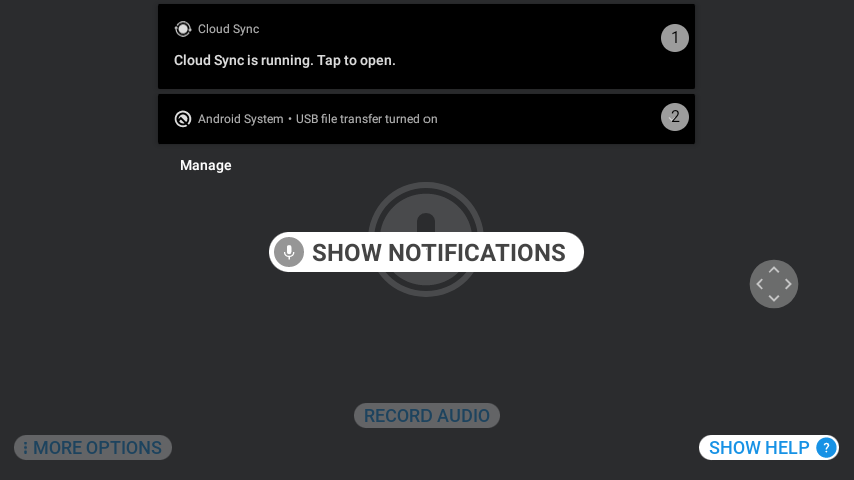 Cloud Sync
1
Cloud Sync is running. Tap to open.
Android System • USB file transfer turned on
2
Manage
SHOW NOTIFICATIONS
RECORD AUDIO
MORE OPTIONS
SHOW HELP ?